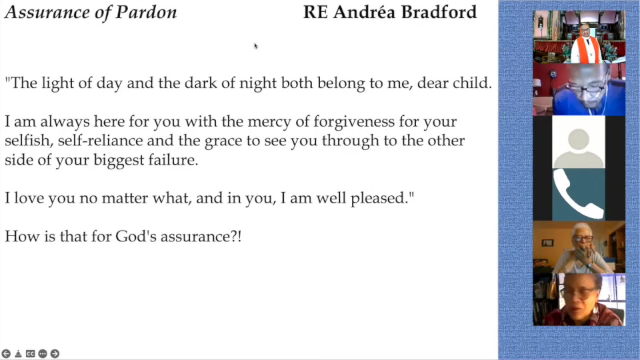 Assurance of Pardon RE Andréa Bradford
"The light of day and the dark of night both belong to me, dear child.
I am always here for you with the mercy of forgiveness for your
selfish, self-reliance and the grace to see you through to the other
side of your biggest failure.
I love you no matter what, and in you, I am well pleased."
How is that for God's assurance?!